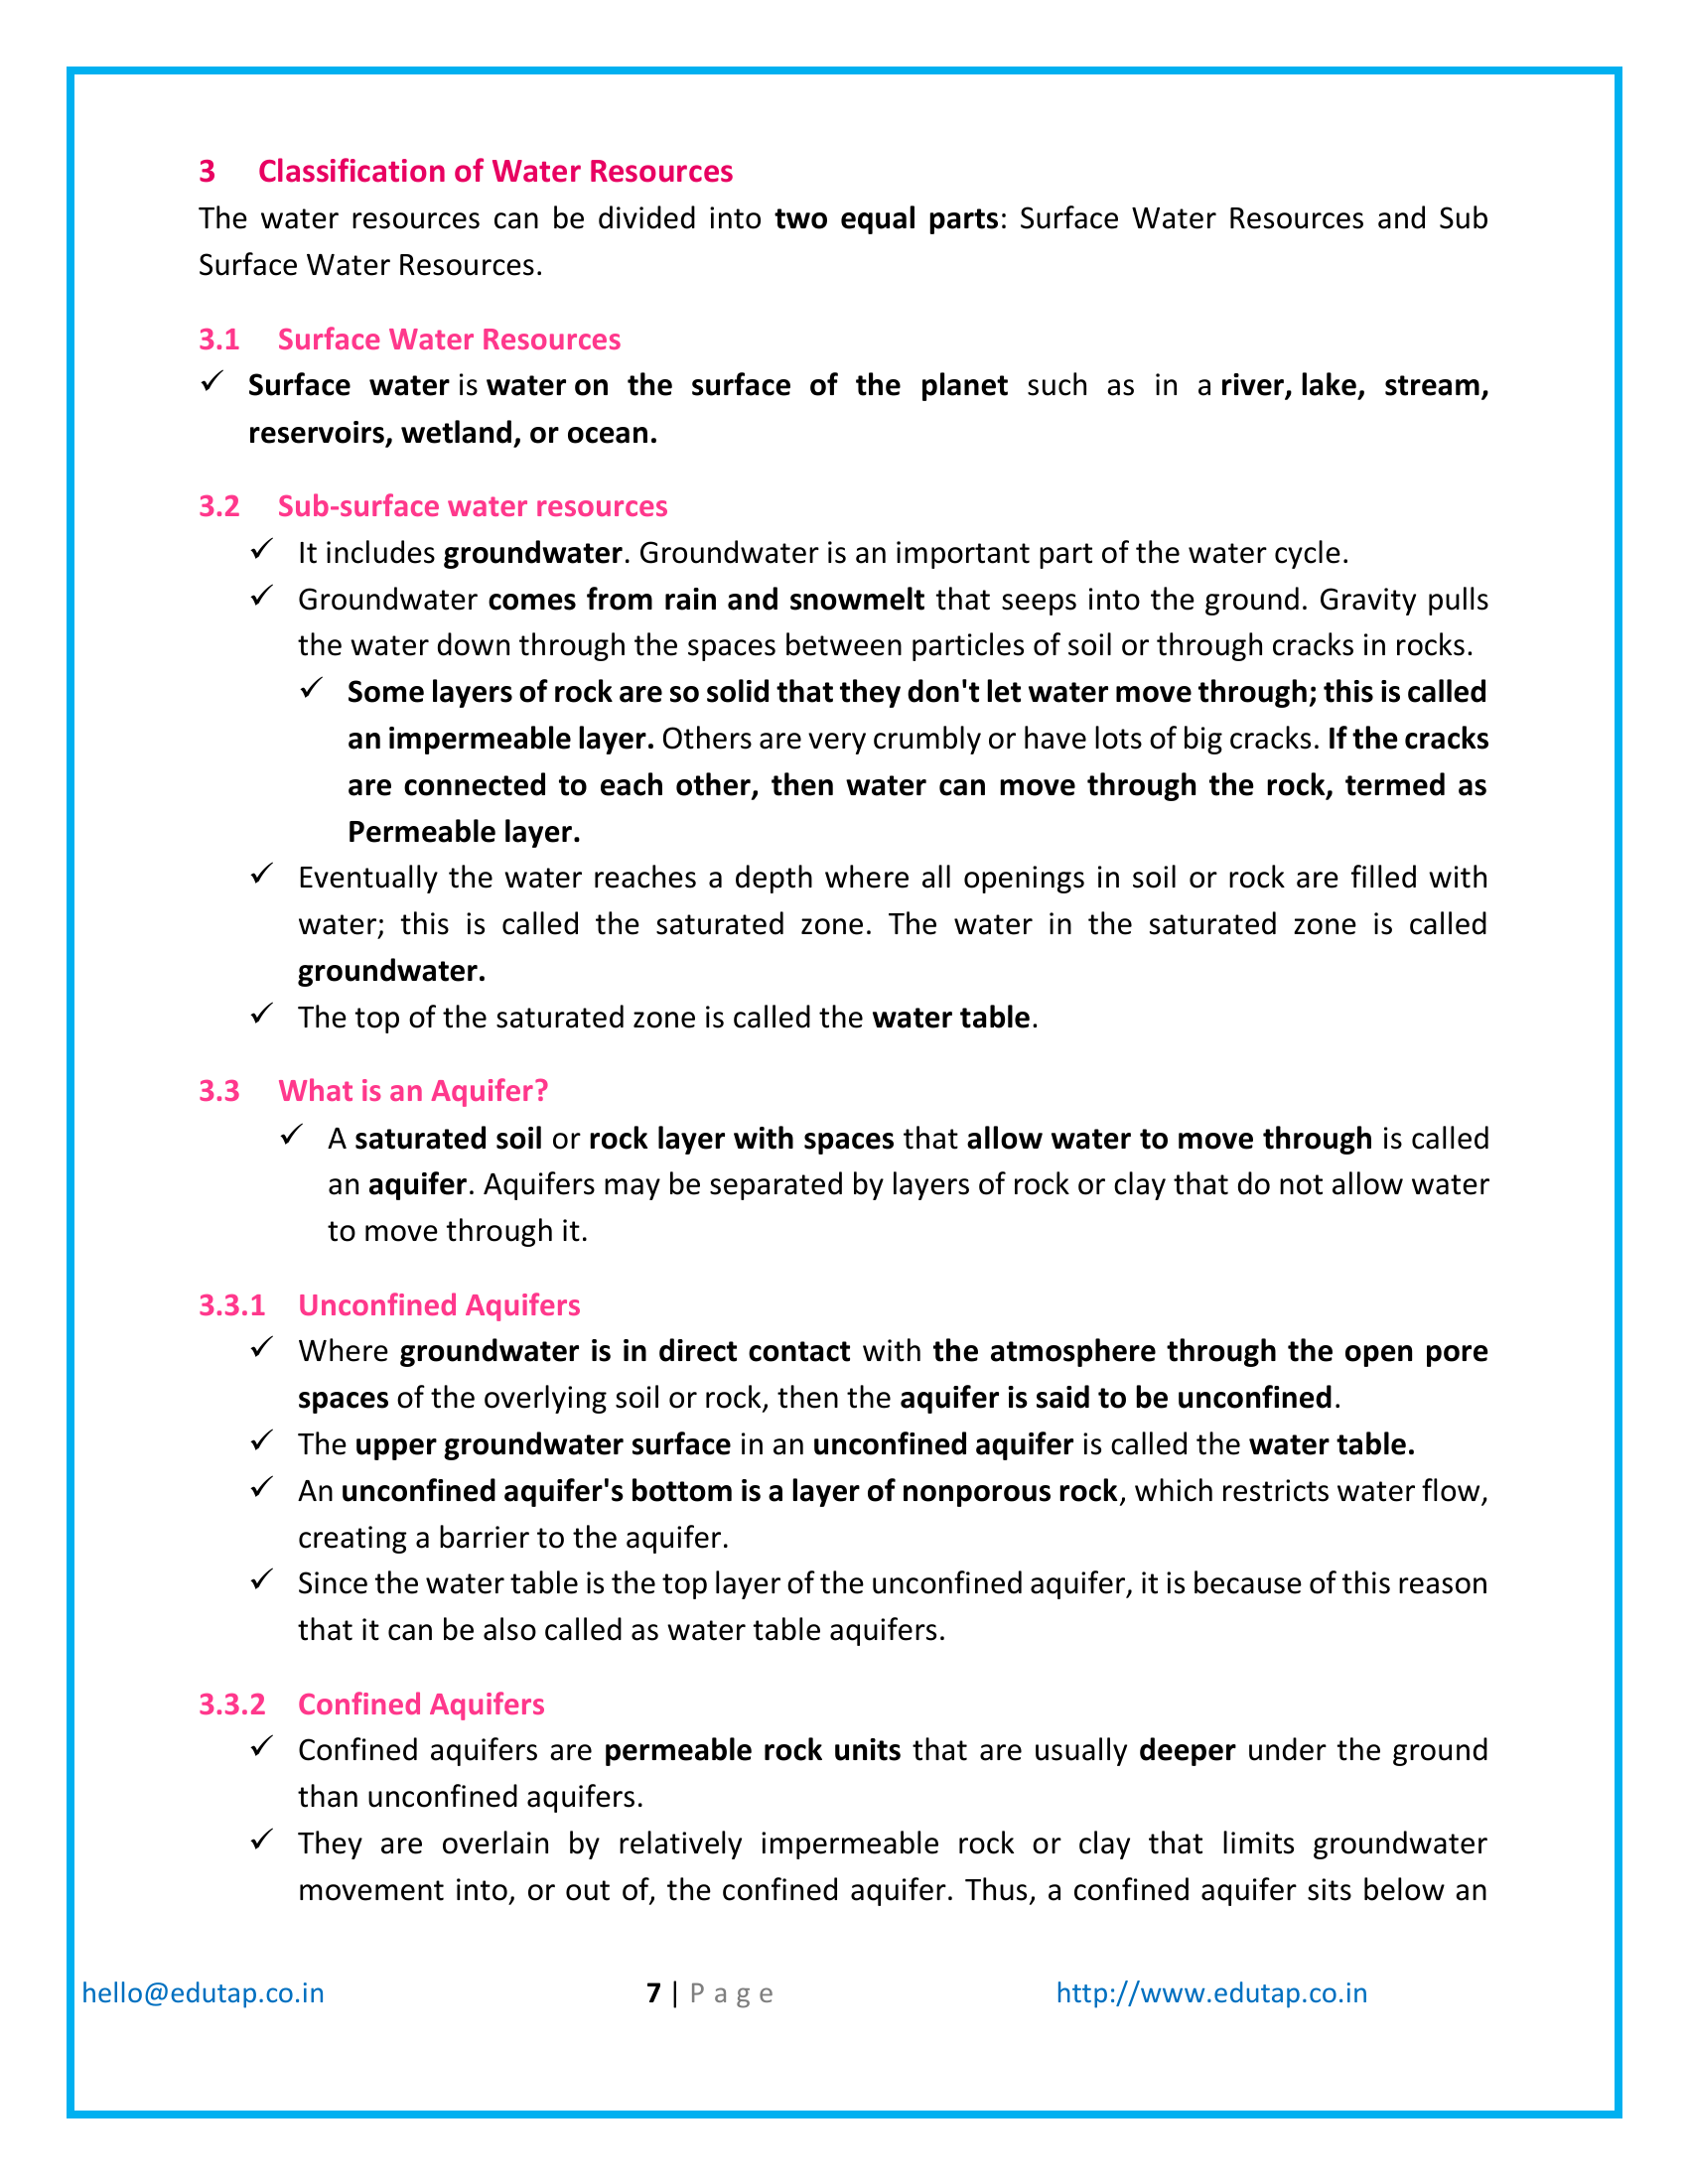 3 Classification of Water Resources
The water resources can be divided into two equal parts: Surface Water Resources and Sub
Surface Water Resources.
3.1 Surface Water Resources
✓ Surface water is water on the surface of the planet such as in a river, lake, stream,
reservoirs, wetland, or ocean.
3.2 Sub-surface water resources
✓ It includes groundwater. Groundwater is an important part of the water cycle.
✓ Groundwater comes from rain and snowmelt that seeps into the ground. Gravity pulls
the water down through the spaces between particles of soil or through cracks in rocks.
✓ Some layers of rock are so solid that they don't let water move through; this is called
an impermeable layer. Others are very crumbly or have lots of big cracks. If the cracks
are connected to each other, then water can move through the rock, termed as
Permeable layer.
✓ Eventually the water reaches a depth where all openings in soil or rock are filled with
water; this is called the saturated zone. The water in the saturated zone is called
groundwater.
✓ The top of the saturated zone is called the water table.
3.3 What is an Aquifer?
✓ A saturated soil or rock layer with spaces that allow water to move through is called
an aquifer. Aquifers may be separated by layers of rock or clay that do not allow water
to move through it.
3.3.1 Unconfined Aquifers
✓ Where groundwater is in direct contact with the atmosphere through the open pore
spaces of the overlying soil or rock, then the aquifer is said to be unconfined.
✓ The upper groundwater surface in an unconfined aquifer is called the water table.
✓ An unconfined aquifer's bottom is a layer of nonporous rock, which restricts water flow,
creating a barrier to the aquifer.
✓ Since the water table is the top layer of the unconfined aquifer, it is because of this reason
that it can be also called as water table aquifers.
3.3.2 Confined Aquifers
✓ Confined aquifers are permeable rock units that are usually deeper under the ground
than unconfined aquifers.
✓ They are overlain by relatively impermeable rock or clay that limits groundwater
movement into, or out of, the confined aquifer. Thus, a confined aquifer sits below an
hello@edutap.co.in 7 | P a g e http://www.edutap.co.in